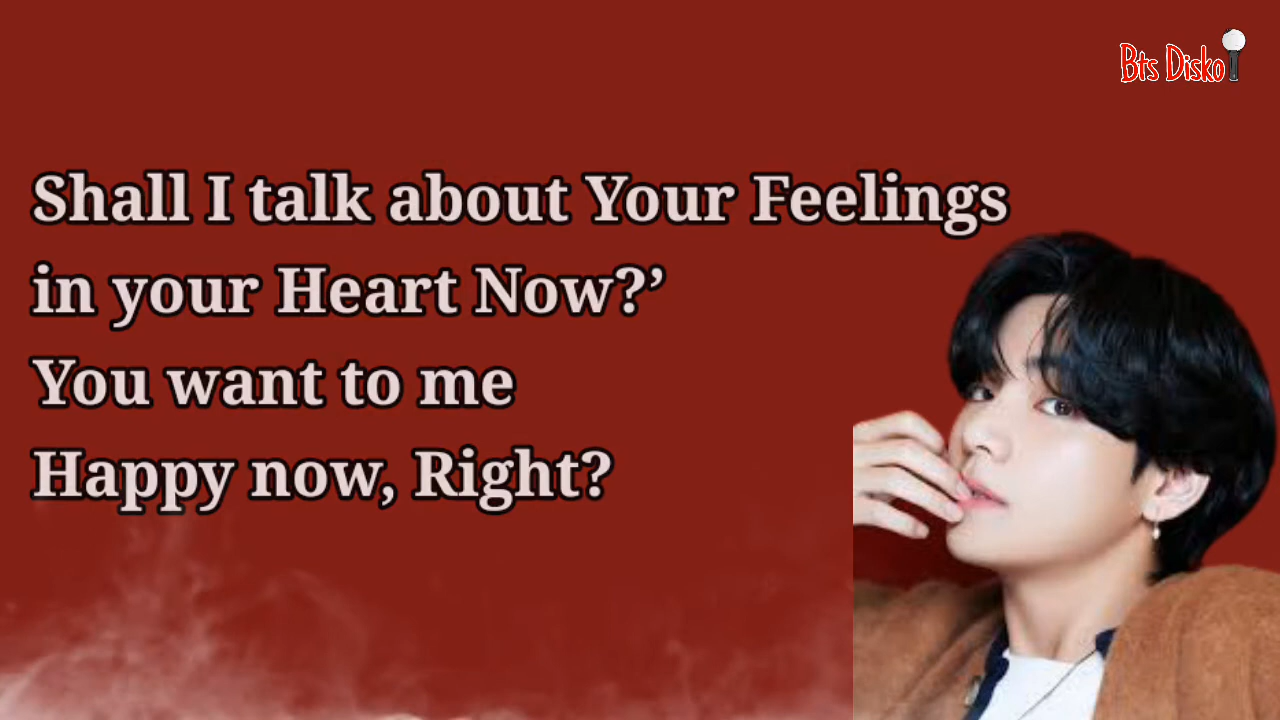 Bts Disko
Shall I talk about Your Feelings
in your Heart Now?’
You want to me
Happy now, Right?